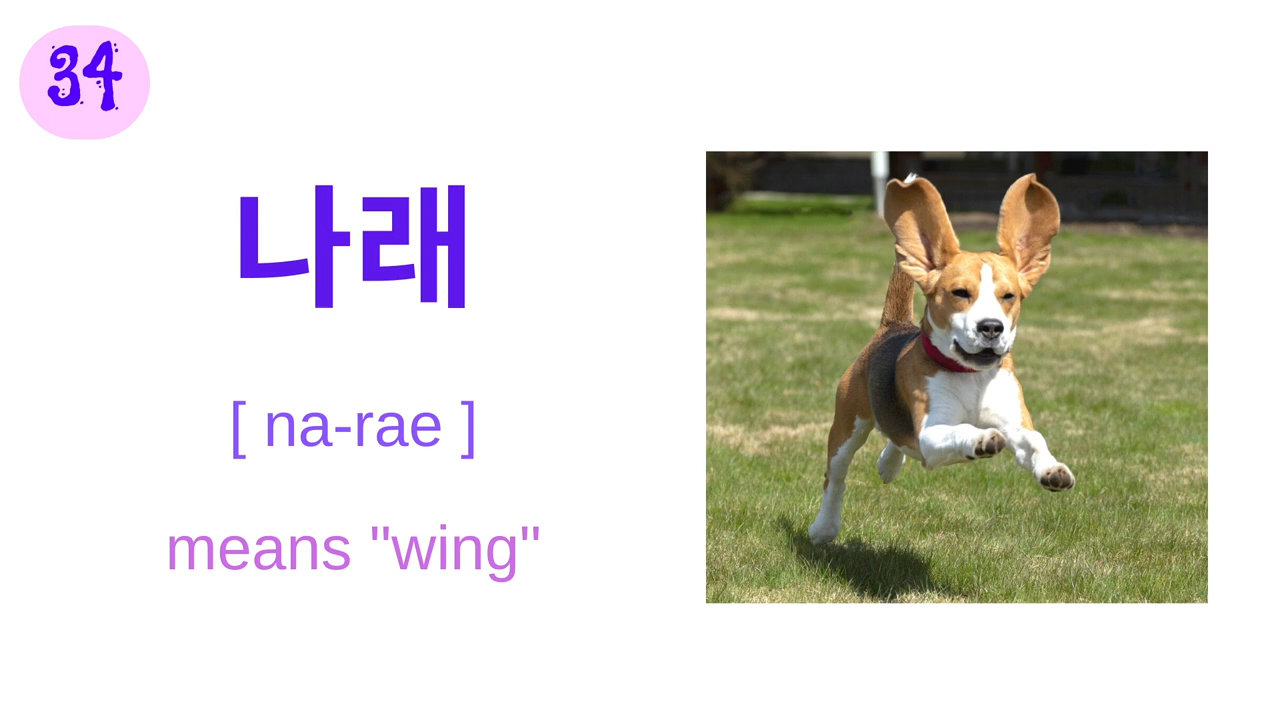 34
나래
[ na-rae ]
means "wing"